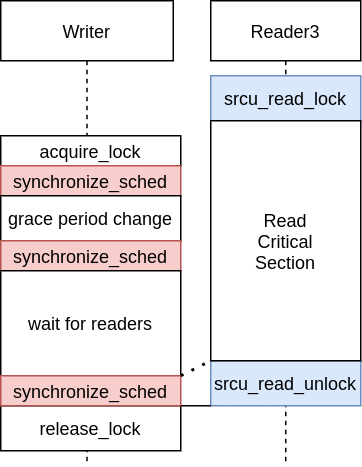 Writer
acquire_lock
synchronize_sched
grace period change
synchronize_sched
wait for readers
synchronize_sched
release_lock
Reader3
srcu_read_lock
Read
Critical
Section
srcu_read_unlock